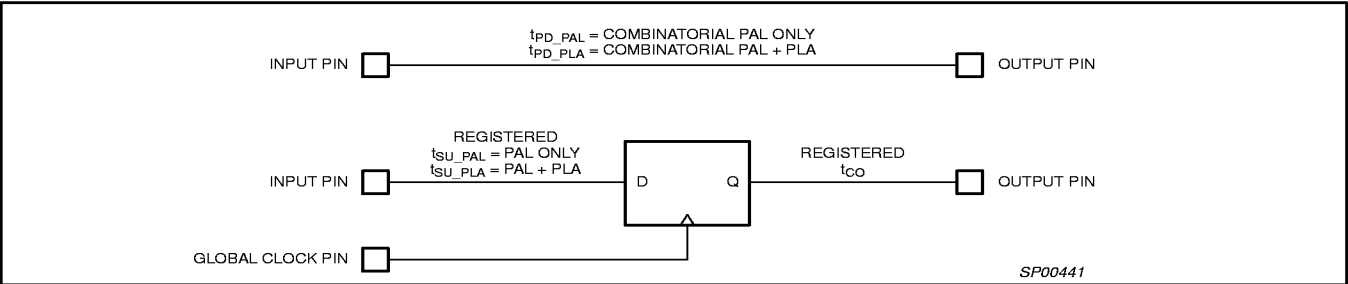 tPD_PAL = COMBINATORIAL PAL ONLY
tPD_PLA = COMBINATORIAL PAL + PLA
INPUT PIN
OUTPUT PIN
REGISTERED
tSU_PAL = PAL ONLY
tSU_PLA = PAL + PLA
REGISTERED
tCO
INPUT PIN
D
Q
OUTPUT PIN
GLOBAL CLOCK PIN
SP00441